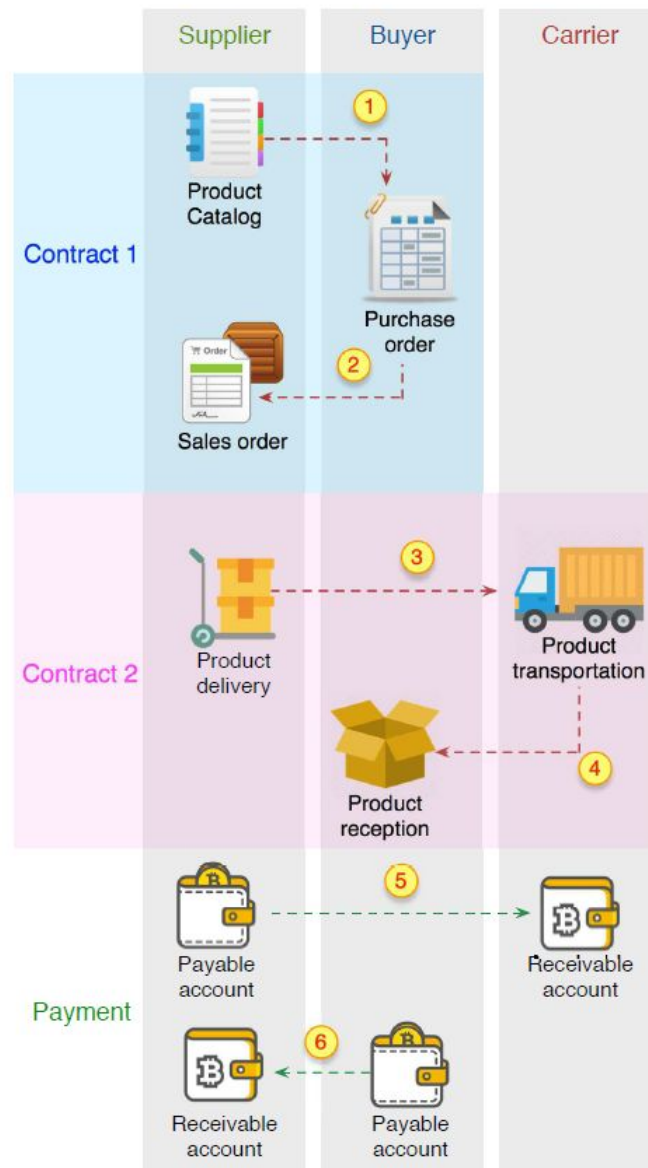 Supplier Buyer Carrier
1
Product
Catalog
Contract 1
Purchase
order
Order
2
Sales order
3
Product
delivery
Product
transportation
Contract 2
4
Product
reception
5
Payable
account
Receivable
account
Payment
6
Receivable
account
Payable
account